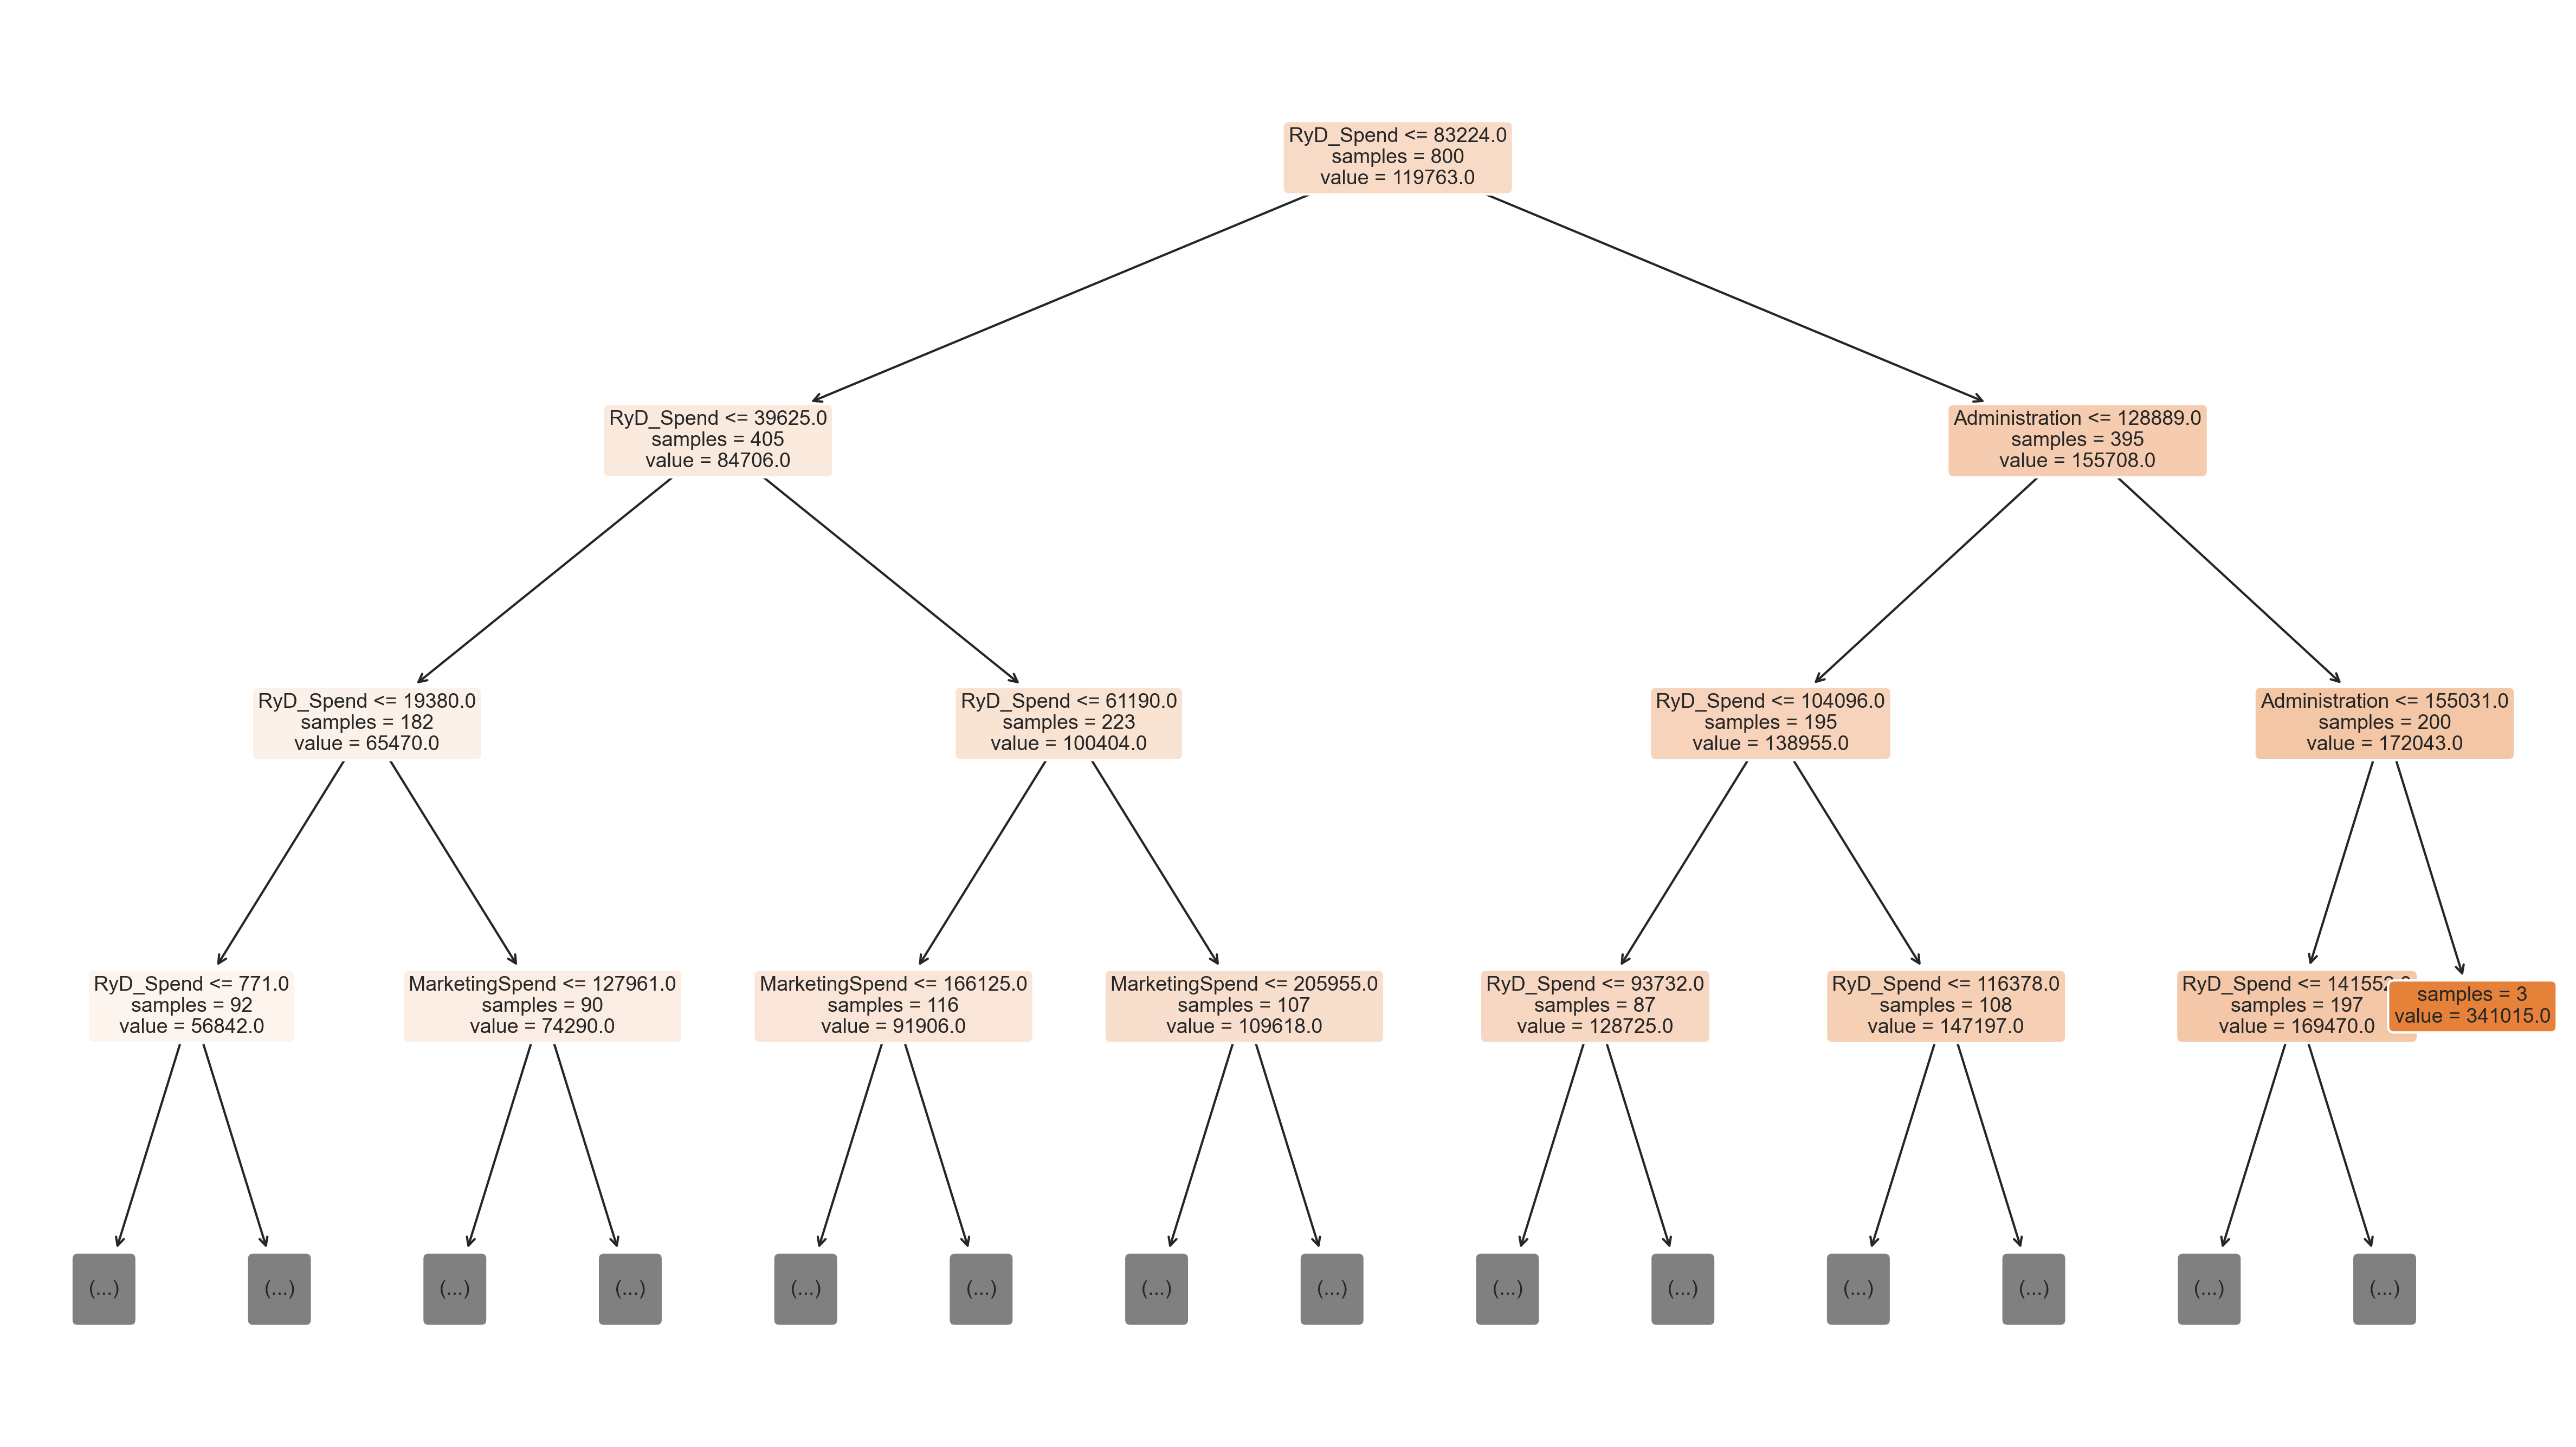 RyD_Spend <= 83224.0
samples = 800
value = 119763.0
RyD_Spend <= 39625.0
samples = 405
value = 84706.0
Administration <= 128889.0
samples = 395
value = 155708.0
RyD_Spend <= 19380.0
samples = 182
value = 65470.0
RyD_Spend <= 61190.0
samples = 223
value = 100404.0
RyD_Spend <= 104096.0
samples = 195
value = 138955.0
Administration <= 155031.0
samples = 200
value = 172043.0
RyD_Spend <= 771.0
samples = 92
value = 56842.0
MarketingSpend <= 127961.0
samples = 90
value = 74290.0
MarketingSpend <= 166125.0
samples = 116
value = 91906.0
MarketingSpend <= 205955.0
samples = 107
value = 109618.0
RyD_Spend <= 93732.0
samples = 87
value = 128725.0
RyD_Spend <= 116378.0
samples = 108
value = 147197.0
RyD_Spend <=
samples = 197
value = 169470.0
samples = 3
value = 341015.0
(...)
(...)
(...)
(...)
(...)
(...)
(...)
(...)
(...)
(...)
(...)
(...)
(...)
(...)